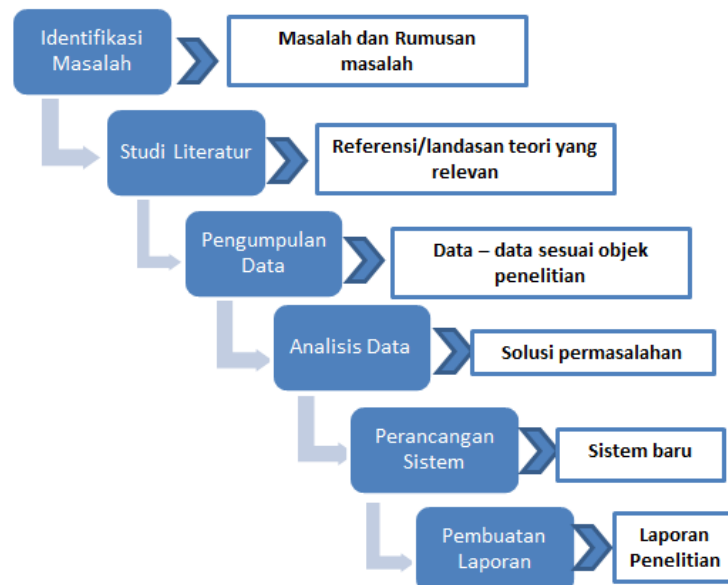 Identifikasi
Masalah
Masalah dan Rumusan
masalah
Studi Literatur
Referensi/landasan teori yang
relevan
Pengumpulan
Data
Data – data sesuai objek
penelitian
Analisis Data
Solusi permasalahan
Perancangan
Sistem
Sistem baru
Pembuatan
Laporan
Laporan
Penelitian